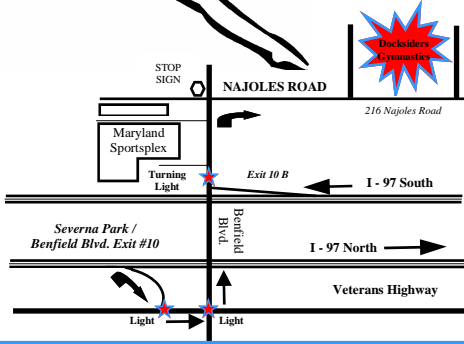 Docksiders
Gymnastics
STOP
SIGN
NAJOLES ROAD
216 Najoles Road
Maryland
Sportsplex
Turning
Light
Exit 10 B
I - 97 South
Severna Park /
Benfield Blvd. Exit #10
Benfield
Blvd.
I - 97 North
Veterans Highway
Light
Light